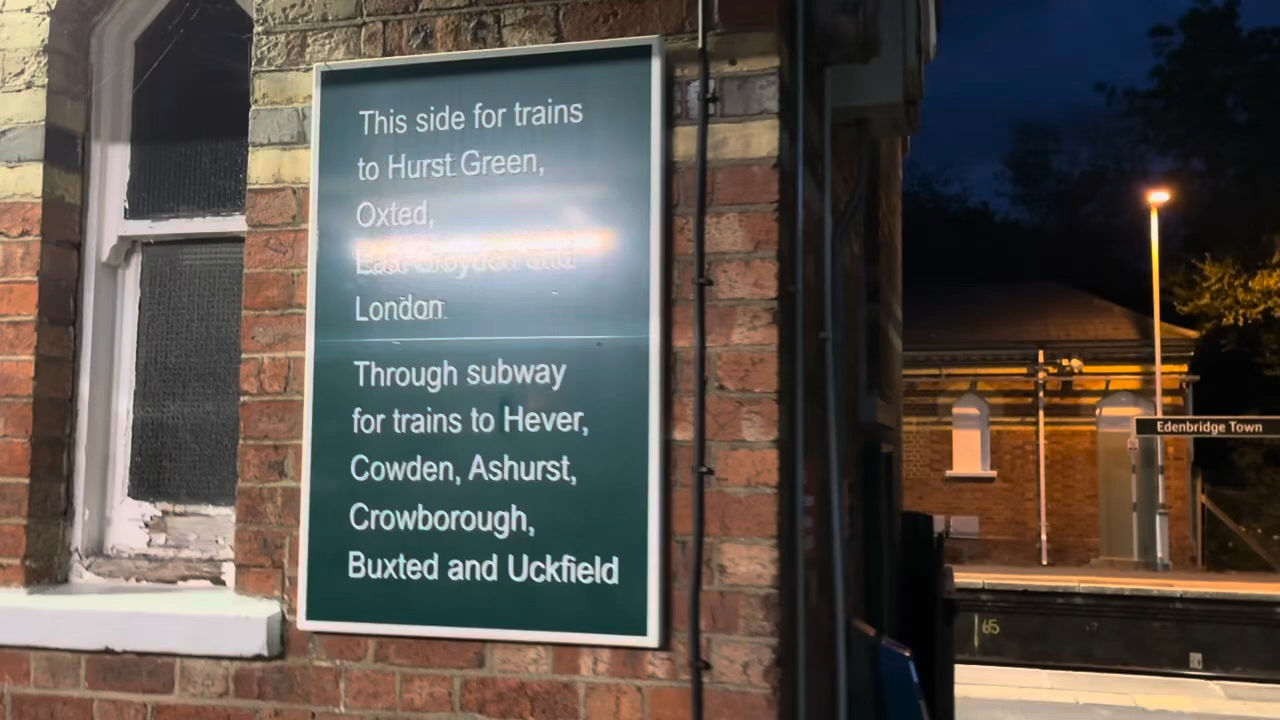 This side for trains
to Hurst Green,
Oxted,
East Croydon and
London.
Through subway
for trains to Hever,
Cowden, Ashurst,
Crowborough,
Buxted and Uckfield
Edenbridge Town
65